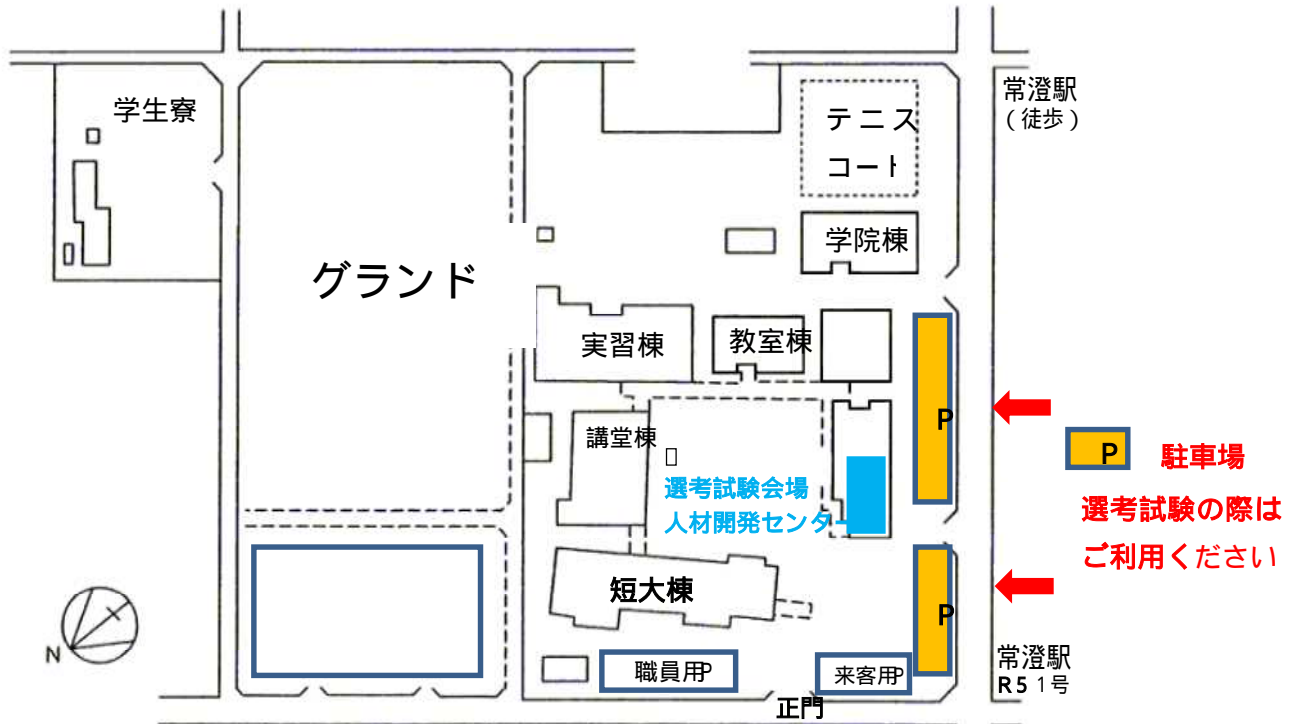 学生寮
常澄駅
(徒歩)
テニス
コート
学院棟
グランド
実習棟
教室棟
P
講堂棟
選考試験会場
人材開発センター
P 駐車場
選考試験の際は
ご利用ください
短大棟
P
N
職員用P
来客用P
常澄駅
R51号
正門